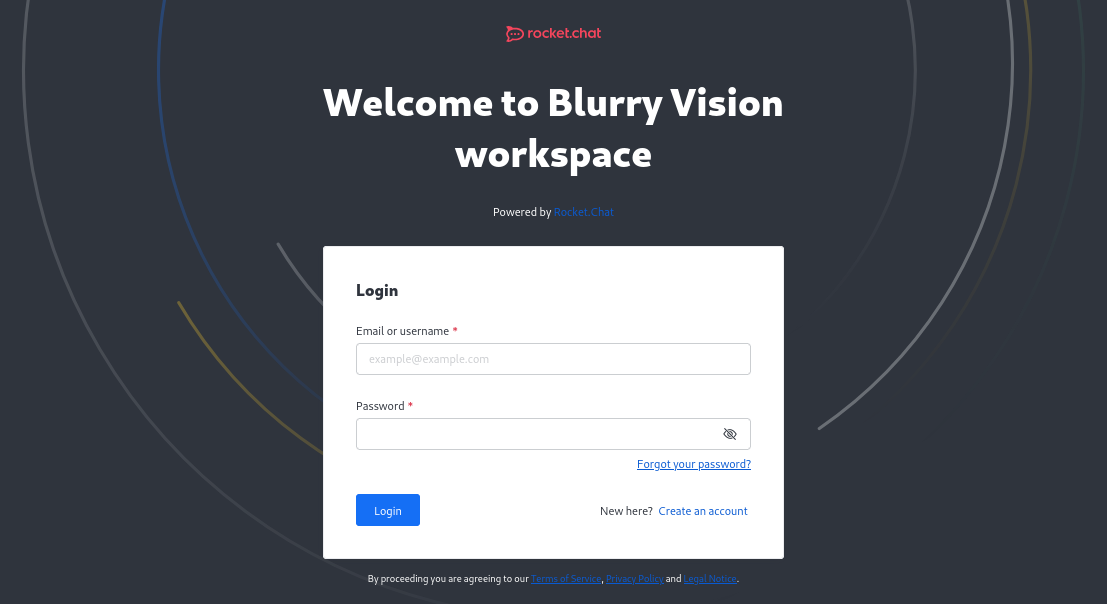 rocket.chat
Welcome to Blurry Vision
workspace
Powered by Rocket.Chat
Login
Email or username *
example@example.com
Password *
Forgot your password?
Login
New here? Create an account
By proceeding you are agreeing to our Terms of Service, Privacy Policy and Legal Notice.